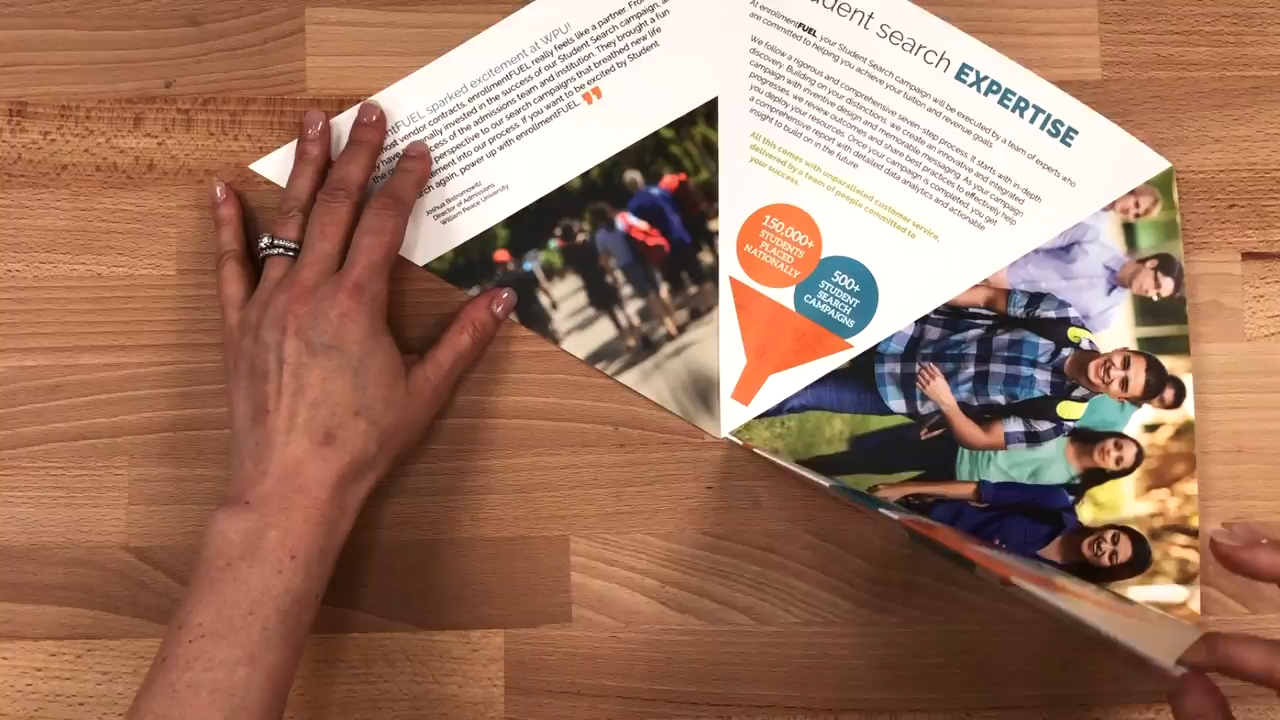 FUEL sparked excitement at WPU!
most vendor contracts, enrollmentFUEL really feels like a partner.
invested in the success of our Student Search campaign,
of the admissions team and institution. They brought a fun
perspective to our search campaigns that breathed new life
into our process. If you want to be excited by Student
again, power up with enrollmentFUEL. ”
Joshua Bistromowitz
Director of Admissions
William Peace University
student search EXPERTISE
At enrollmentFUEL your Student Search campaign will be executed by a team of experts who
are committed to helping you achieve your tuition and revenue goals.
We follow a rigorous and comprehensive seven-step process. It starts with in-depth
discovery. Building on your distinctions, we create an innovative and integrated
campaign with inventive design and memorable messaging. As your campaign
progresses, we review outcomes and share best practices to effectively help
you deploy your resources. Once your campaign is completed, you get
a comprehensive report with detailed data analytics and actionable
insight to build on in the future.
All this comes with unparalleled customer service,
delivered by a team of people committed to
your success.
150,000+
STUDENTS
PLACED
NATIONALLY
500+
STUDENT
SEARCH
CAMPAIGNS